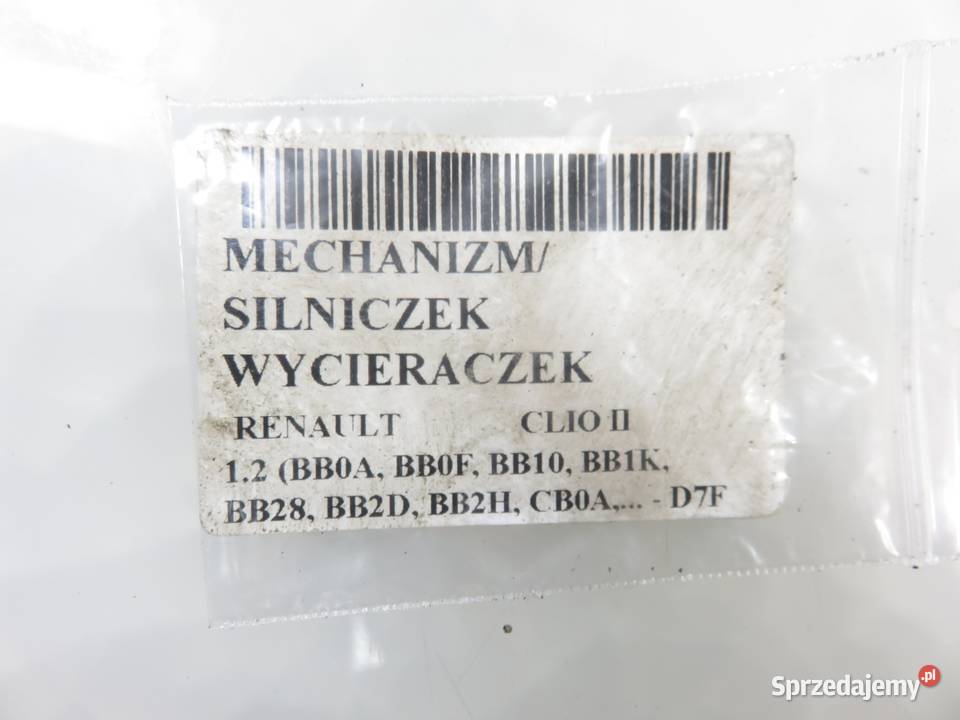 MECHANIZM/
SILNICZEK
WYCIERACZEK
RENAULT CLIO II
1.2 (BB0A, BB0F, BB10, BB1K,
BB28, BB2D, BB2H, CB0A,... - D7F
Sprzedajemy.pl